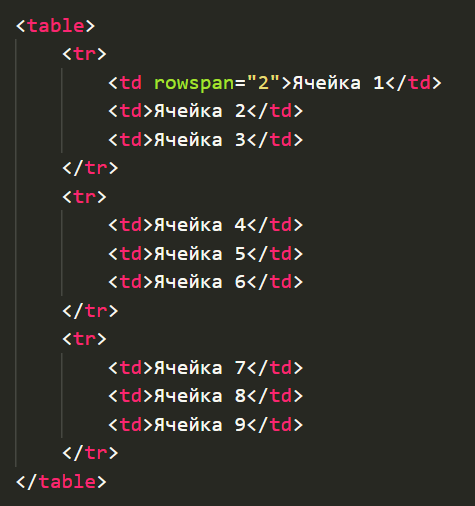 <table>
<tr>
<td rowspan="2">Ячейка 1</td>
<td>Ячейка 2</td>
<td>Ячейка 3</td>
</tr>
<tr>
<td>Ячейка 4</td>
<td>Ячейка 5</td>
<td>Ячейка 6</td>
</tr>
<tr>
<td>Ячейка 7</td>
<td>Ячейка 8</td>
<td>Ячейка 9</td>
</tr>
</table>